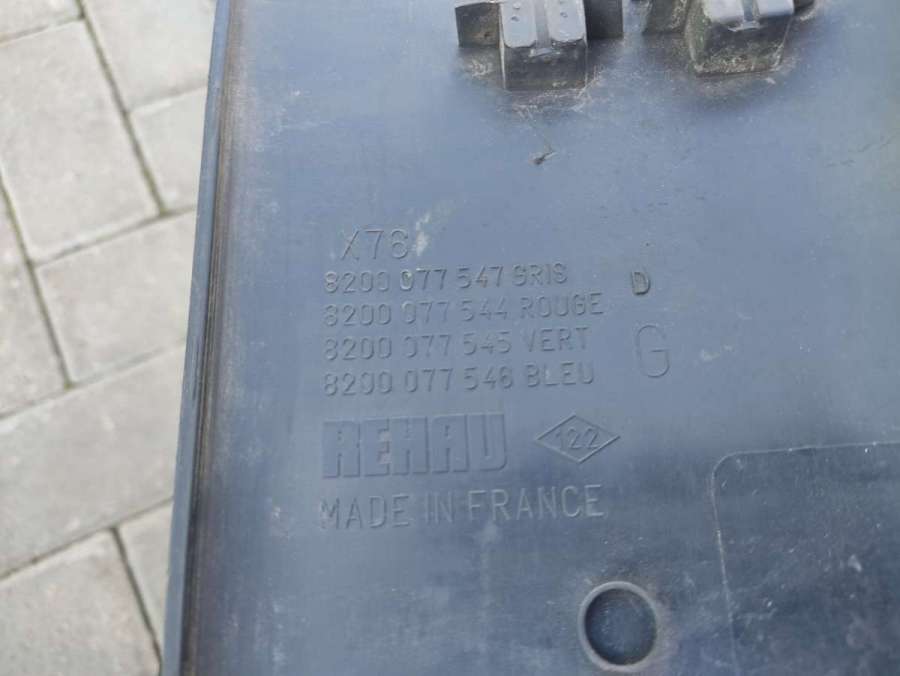 X76
8200 077 547 GRIS D
8200 077 544 ROUGE
8200 077 545 VERT G
8200 077 546 BLEU
REHAU 122
MADE IN FRANCE